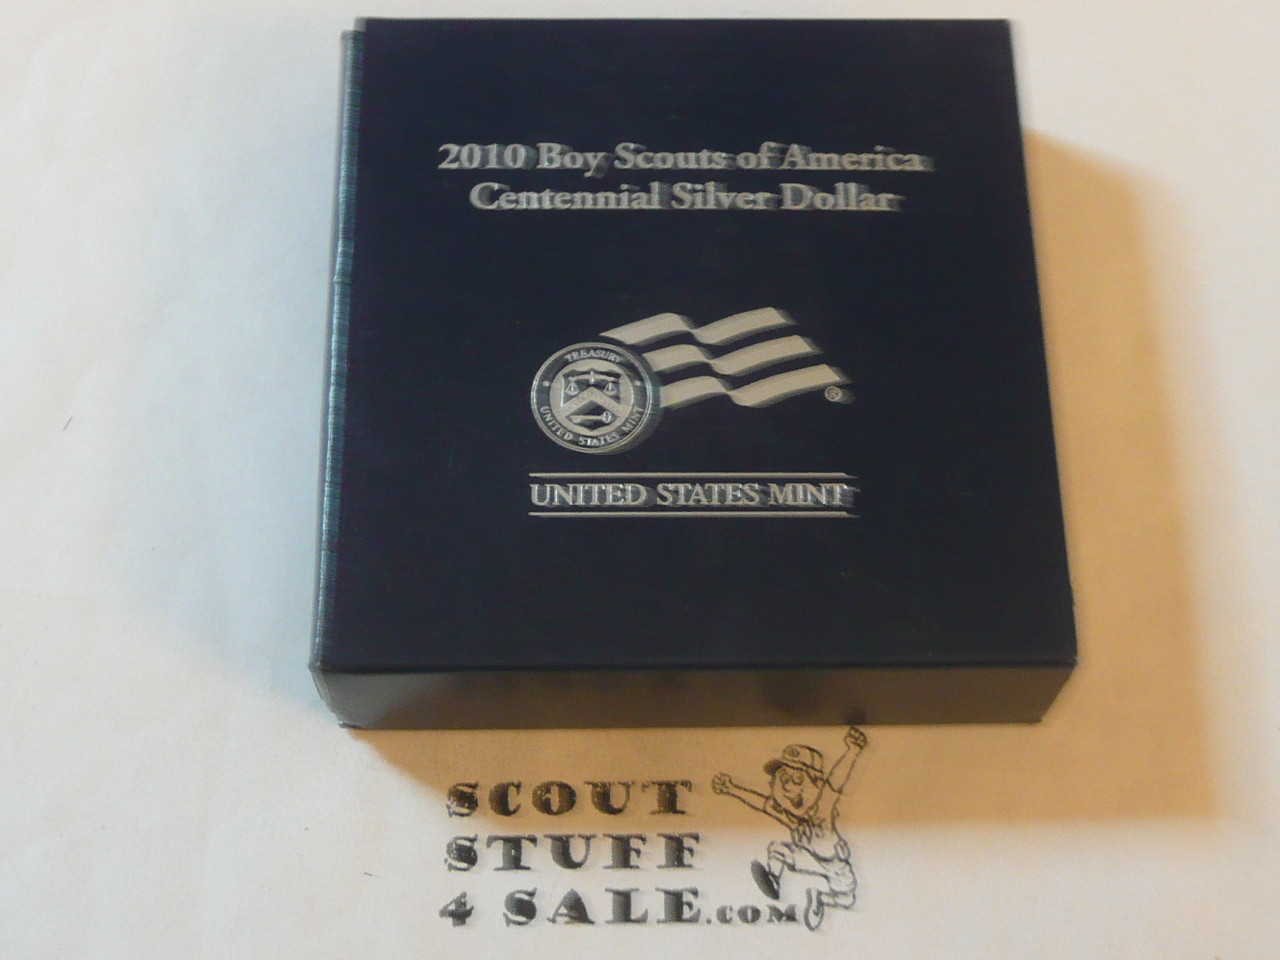 2010 Boy Scouts of America
Centennial Silver Dollar
TREASURY
UNITED STATES MINT
®
UNITED STATES MINT
SCOUT
STUFF
4 SALE.COM